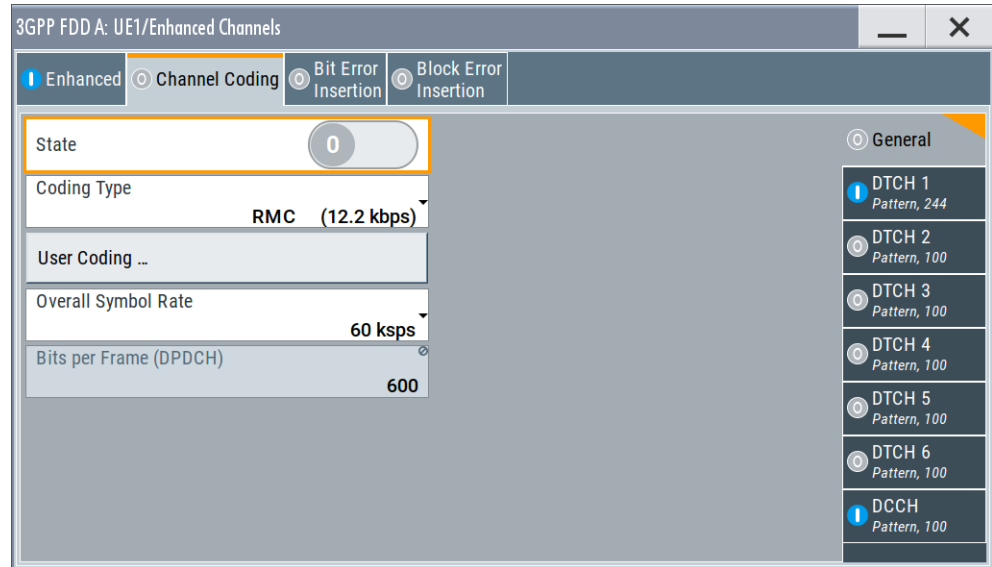 3GPP FDD A: UE1/Enhanced Channels
Enhanced
Channel Coding
Bit Error
Insertion
Block Error
Insertion
State
0
Coding Type
RMC (12.2 kbps)
User Coding ...
Overall Symbol Rate
60 ksps
Bits per Frame (DPDCH)
600
General
DTCH 1
Pattern, 244
DTCH 2
Pattern, 100
DTCH 3
Pattern, 100
DTCH 4
Pattern, 100
DTCH 5
Pattern, 100
DTCH 6
Pattern, 100
DCCH
Pattern, 100